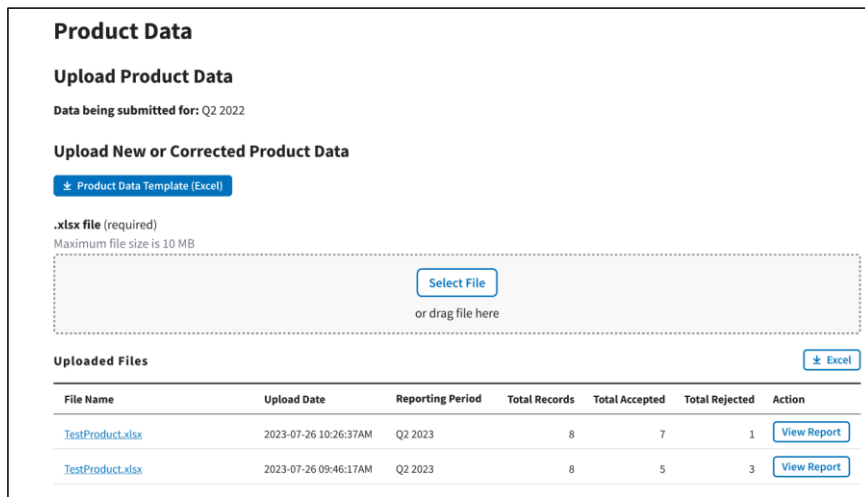 Product Data
Upload Product Data
Data being submitted for: Q2 2022
Upload New or Corrected Product Data
Product Data Template (Excel)
.xlsx file (required)
Maximum file size is 10 MB
Select File
or drag file here
Uploaded Files
Excel
File Name Upload Date Reporting Period Total Records Total Accepted Total Rejected Action
TestProduct.xlsx 2023-07-26 10:26:37AM Q2 2023 8 7 1 View Report
TestProduct.xlsx 2023-07-26 09:46:17AM Q2 2023 8 5 3 View Report